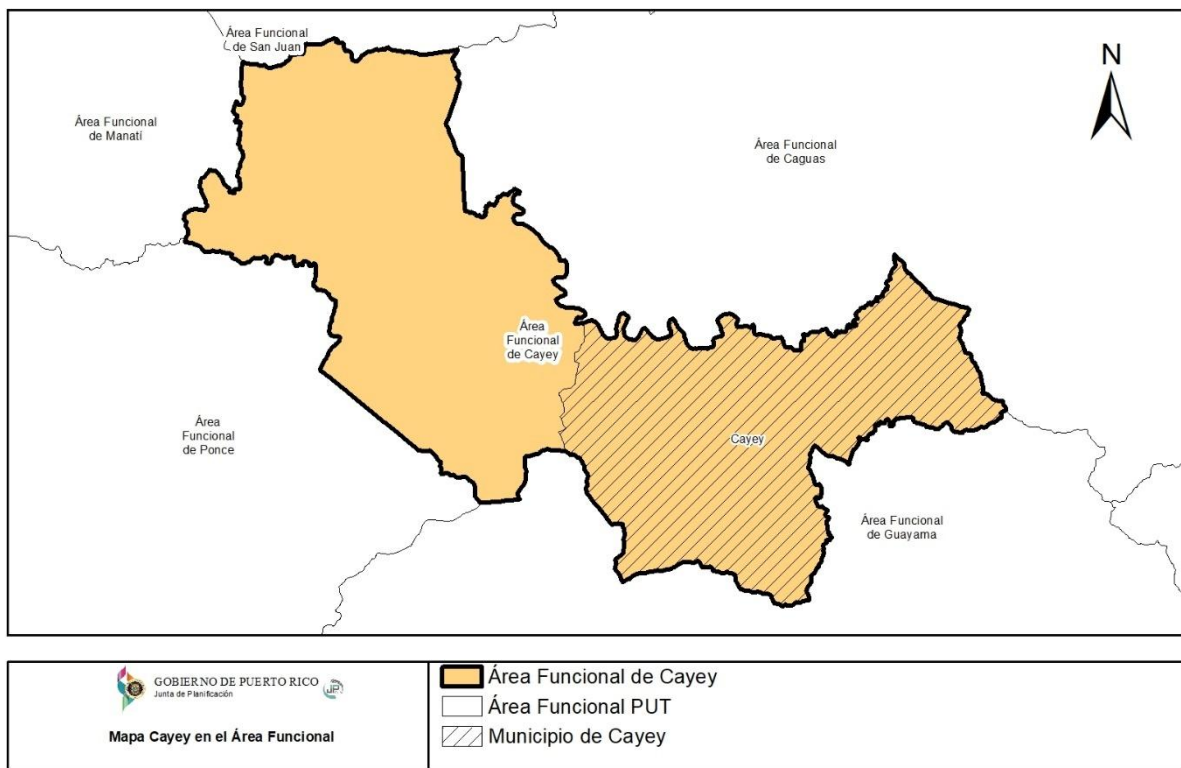 Área Funcional
de San Juan
N
Área Funcional
de Manatí
Área Funcional
de Caguas
Área
Funcional
de Cayey
Área
Funcional
de Ponce
Cayey
Área Funcional
de Guayama
GOBIERNO DE PUERTO RICO
Junta de Planificación
JP
Mapa Cayey en el Área Funcional
Área Funcional de Cayey
Área Funcional PUT
Municipio de Cayey